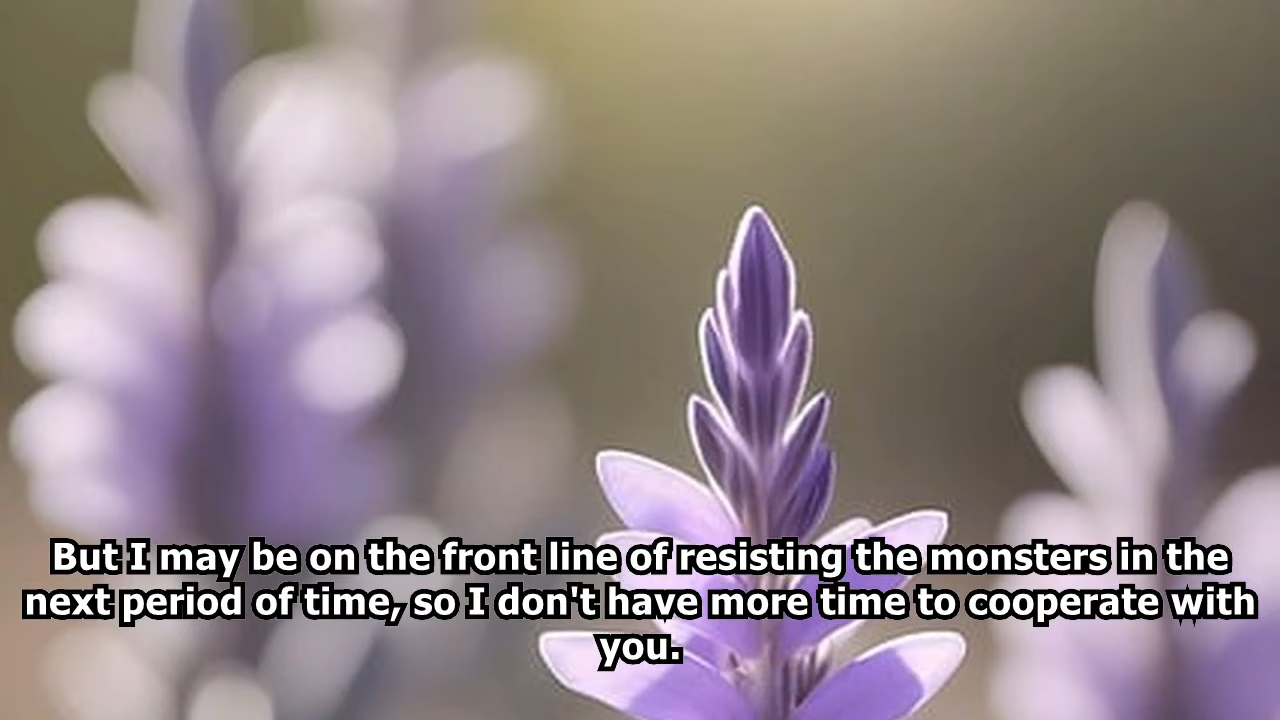 But I may be on the front line of resisting the monsters in the
next period of time, so I don't have more time to cooperate with
you.